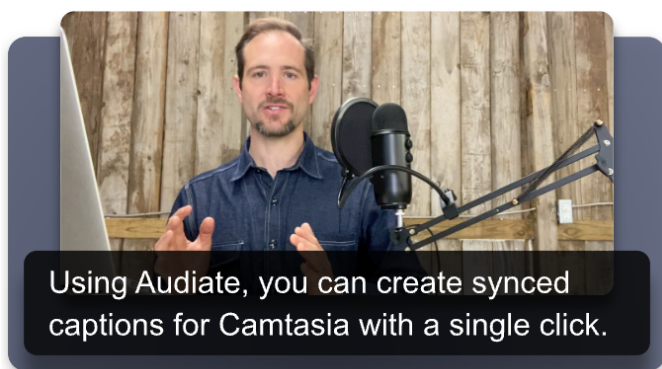 Using Audiate, you can create synced
captions for Camtasia with a single click.